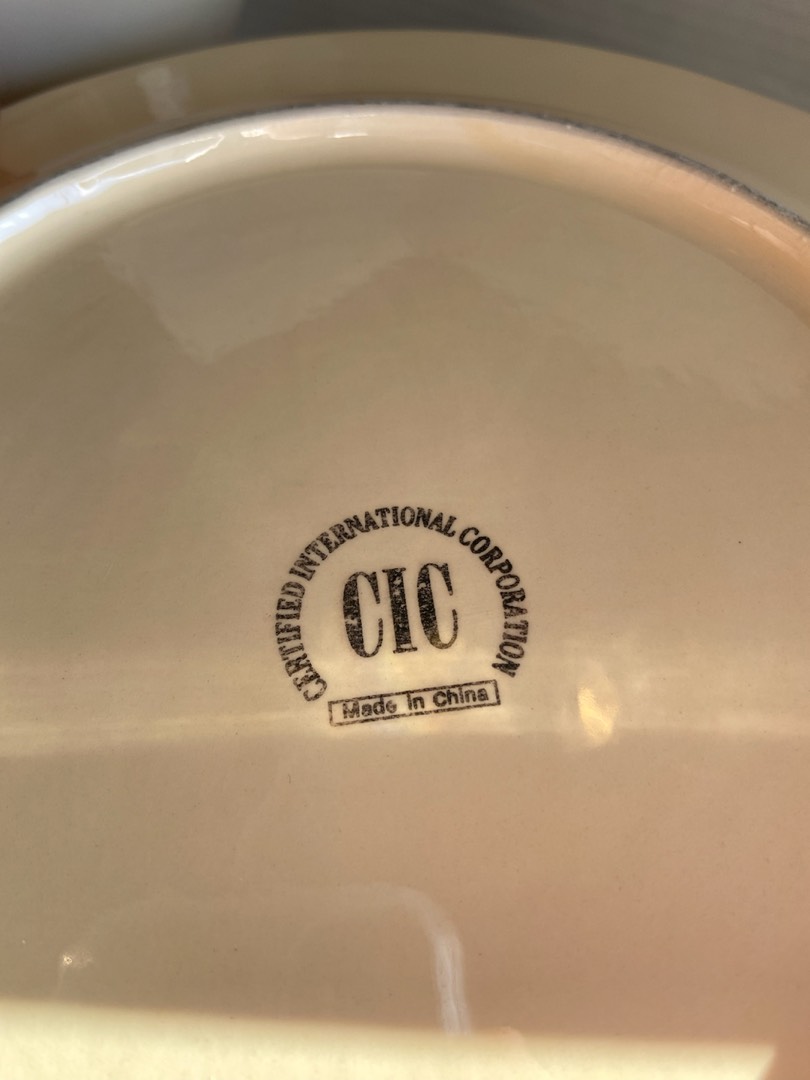 CERTIFIED INTERNATIONAL CORPORATION
CIC
Made in China